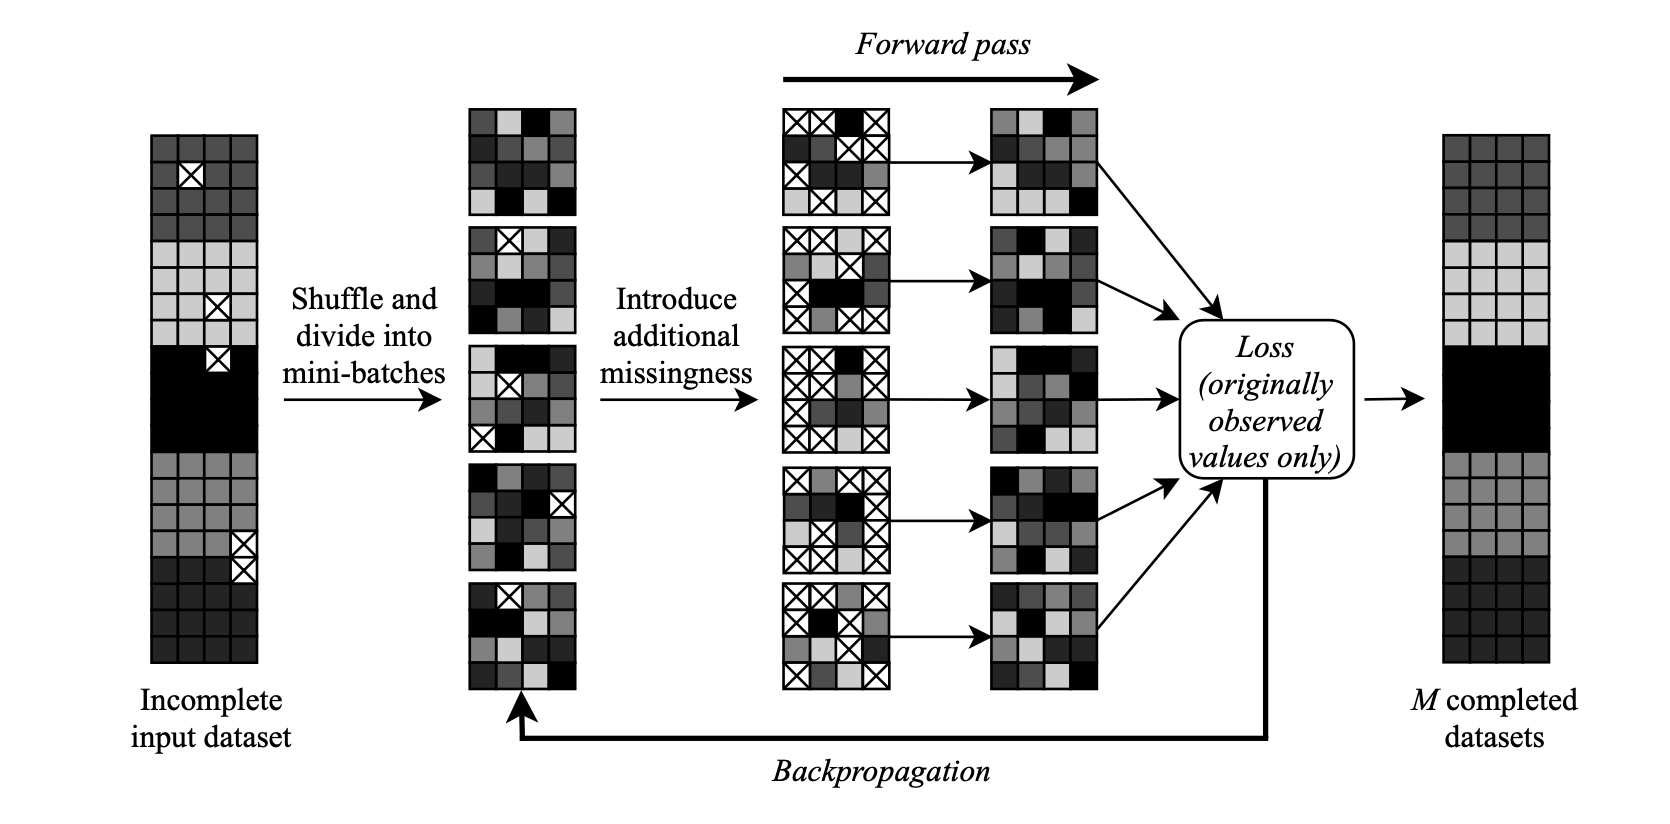 Forward pass
Shuffle and
divide into
mini-batches
Introduce
additional
missingness
Loss
(originally
observed
values only)
Incomplete
input dataset
M completed
datasets
Backpropagation